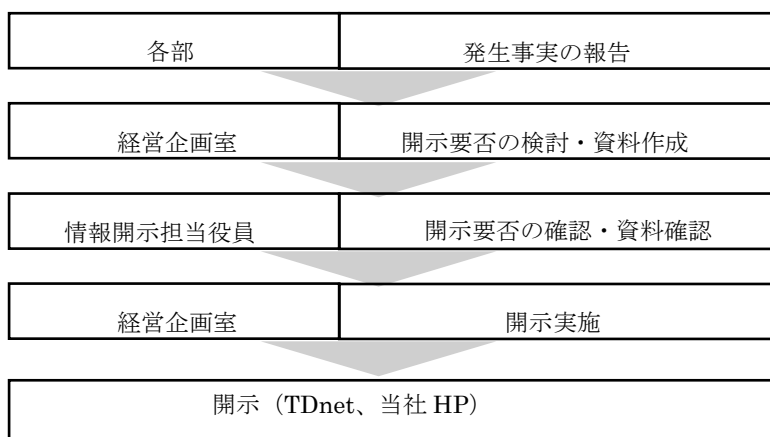 各部 発生事実の報告
経営企画室 開示要否の検討・資料作成
情報開示担当役員 開示要否の確認・資料確認
経営企画室 開示実施
開示（TDnet、当社 HP）